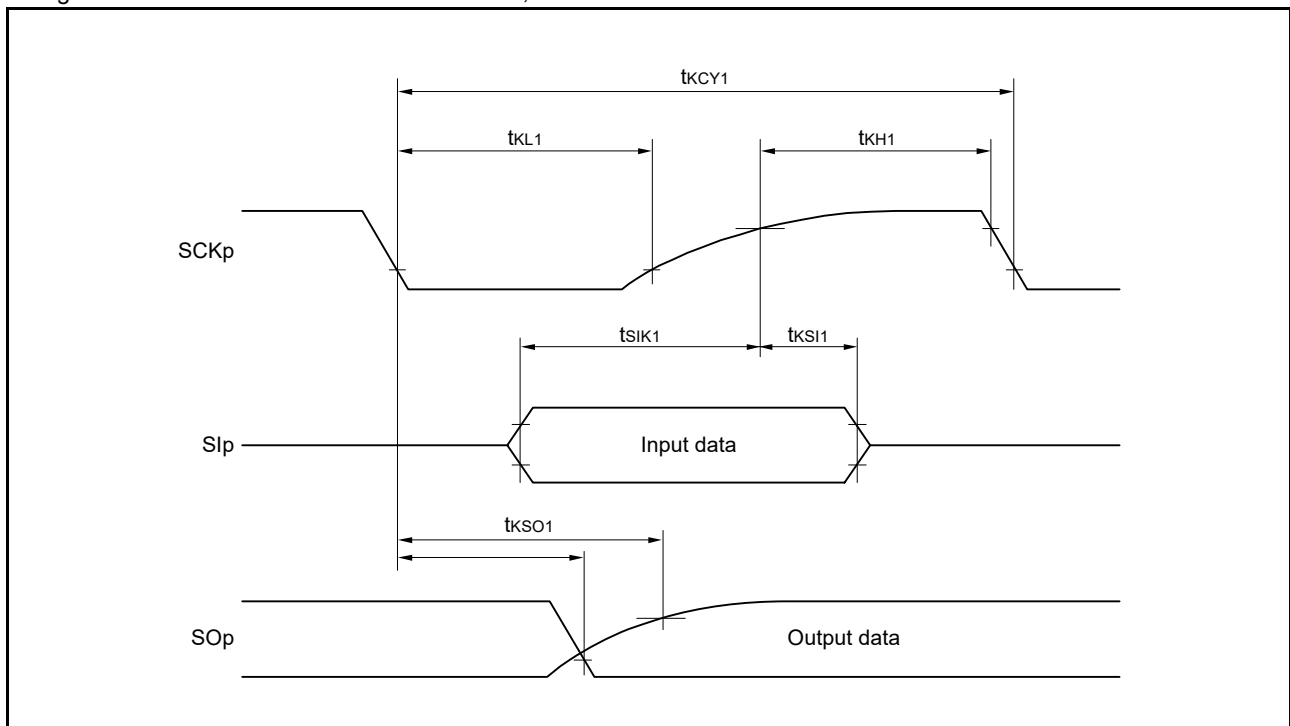 tKCY1
tKL1
tKH1
SCKp
tSIK1
tKSI1
SIp
Input data
tKSO1
SOp
Output data